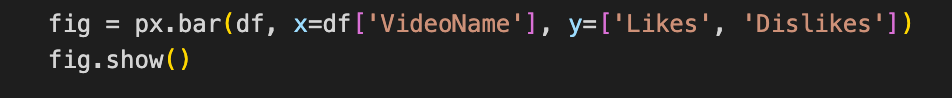 fig = px.bar(df, x=df['VideoName'], y=['Likes', 'Dislikes'])
fig.show()